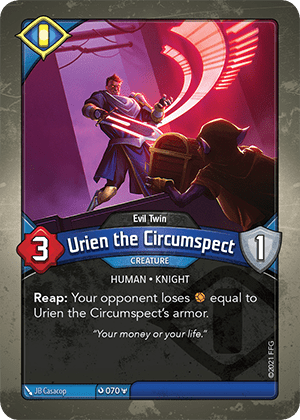 Evil Twin
3 Urien the Circumspect 1
CREATURE
HUMAN • KNIGHT
Reap: Your opponent loses equal to
Urien the Circumspect's armor.
"Your money or your life."
JB Casacop 070
©2021 FFG